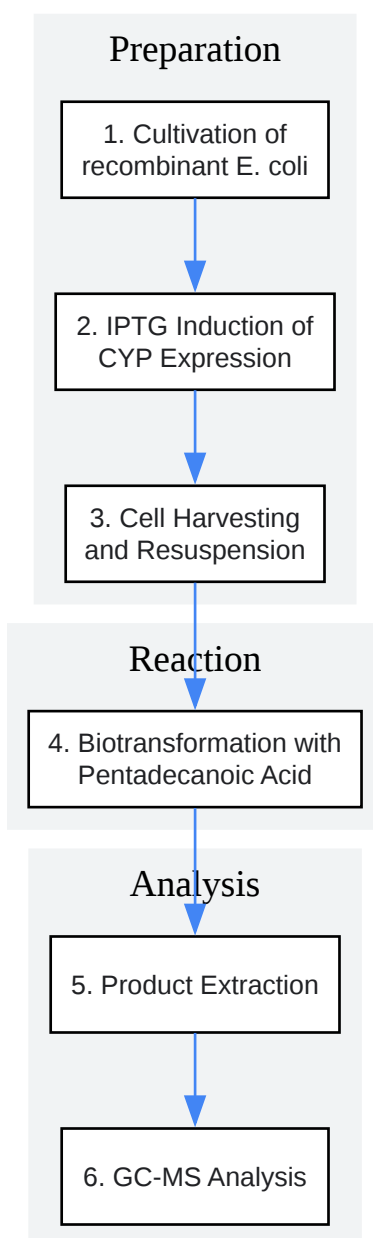 Preparation
1. Cultivation of
recombinant E. coli
2. IPTG Induction of
CYP Expression
3. Cell Harvesting
and Resuspension
Reaction
4. Biotransformation with
Pentadecanoic Acid
Analysis
5. Product Extraction
6. GC-MS Analysis